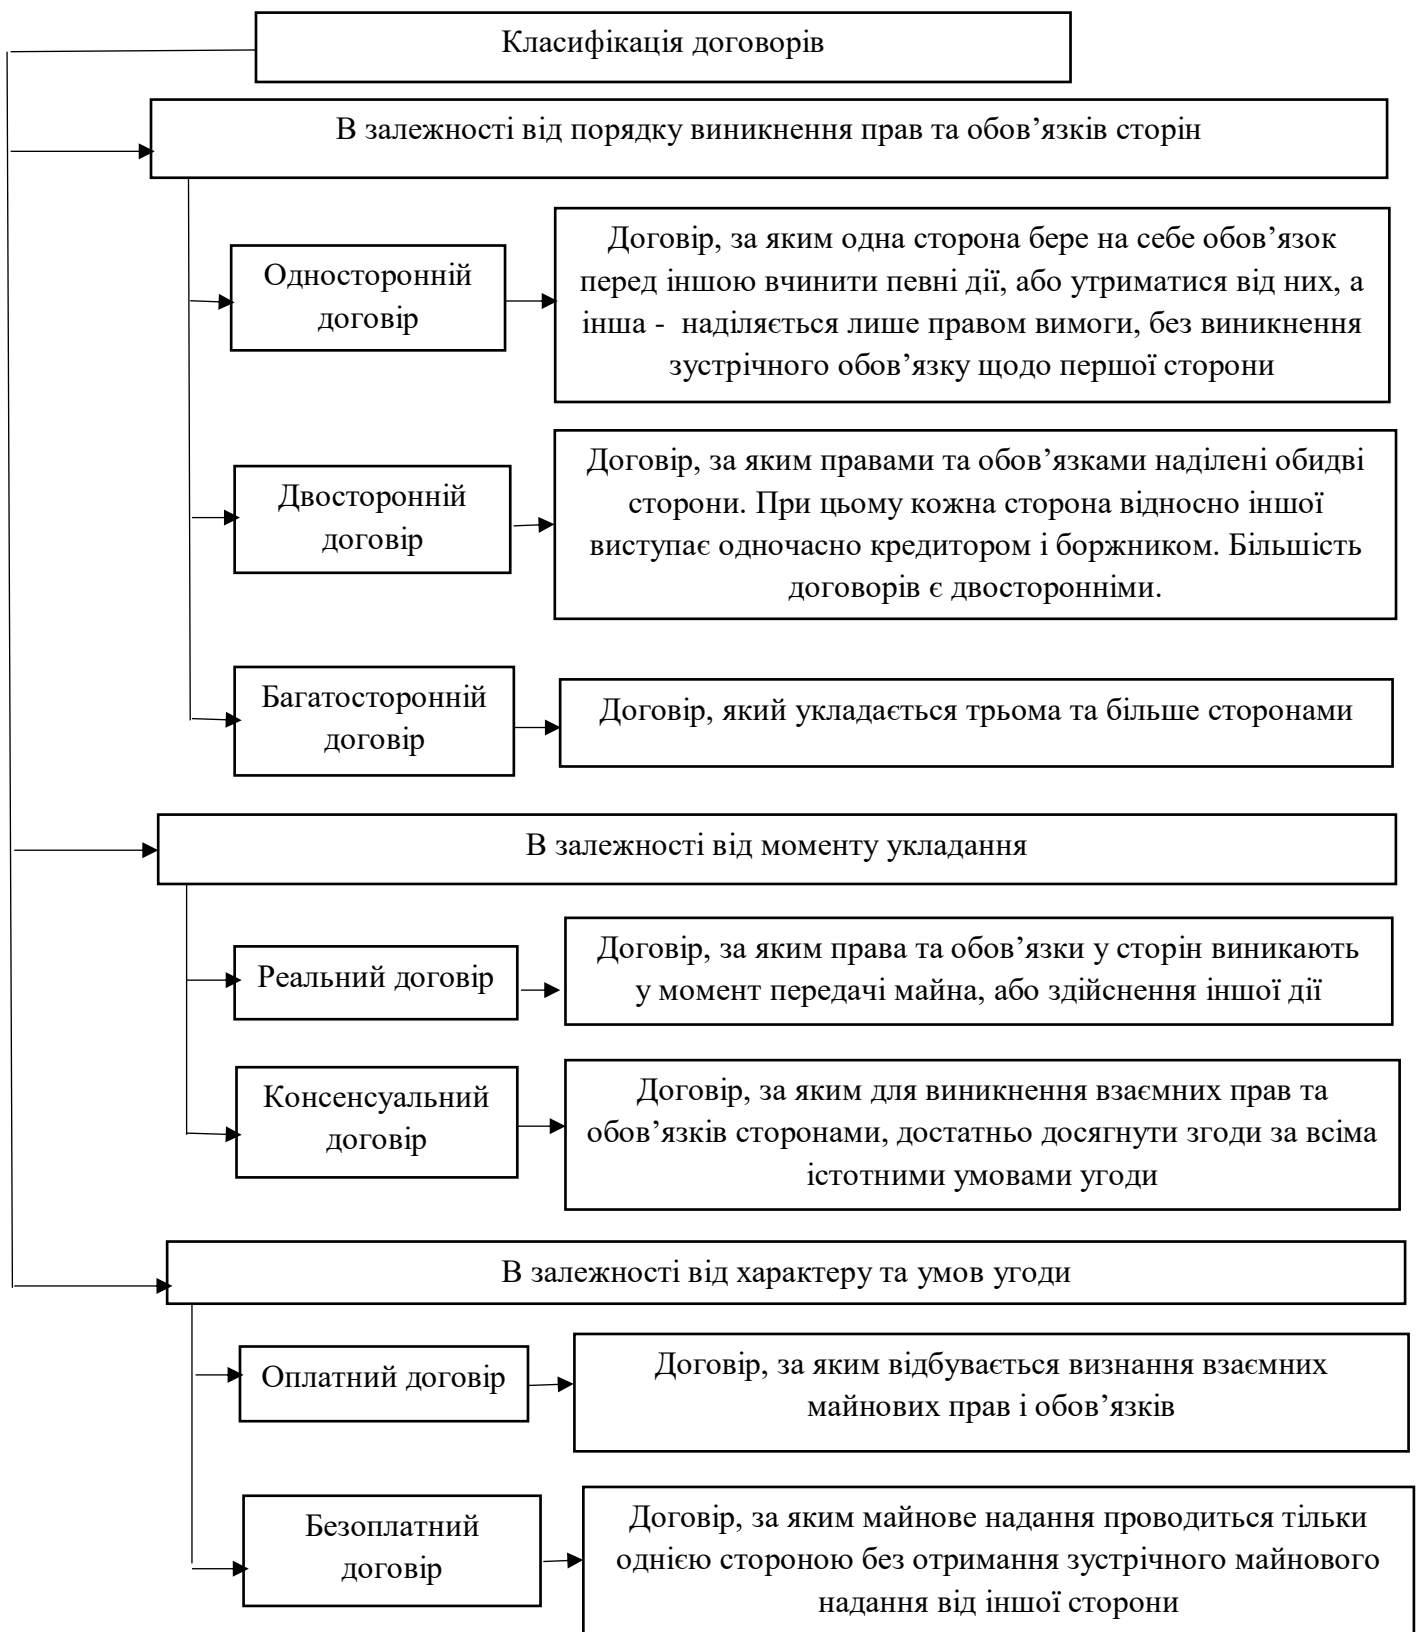 Класифікація договорів
В залежності від порядку виникнення прав та обов’язків сторін
Односторонній
договір
Договір, за яким одна сторона бере на себе обов’язок
перед іншою вчинити певні дії, або утриматися від них, а
інша - наділяється лише правом вимоги, без виникнення
зустрічного обов’язку щодо першої сторони
Двосторонній
договір
Договір, за яким правами та обов’язками наділені обидві
сторони. При цьому кожна сторона відносно іншої
виступає одночасно кредитором і боржником. Більшість
договорів є двосторонніми.
Багатосторонній
договір
Договір, який укладається трьома та більше сторонами
В залежності від моменту укладання
Реальний договір
Договір, за яким права та обов’язки у сторін виникають
у момент передачі майна, або здійснення іншої дії
Консенсуальний
договір
Договір, за яким для виникнення взаємних прав та
обов’язків сторонами, достатньо досягнути згоди за всіма
істотними умовами угоди
В залежності від характеру та умов угоди
Оплатний договір
Договір, за яким відбувається визнання взаємних
майнових прав і обов’язків
Безоплатний
договір
Договір, за яким майнове надання проводиться тільки
однією стороною без отримання зустрічного майнового
надання від іншої сторони